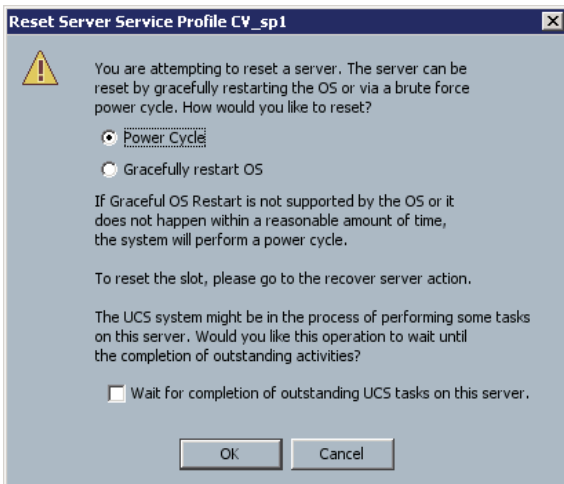 Reset Server Service Profile CV_sp1
You are attempting to reset a server. The server can be
reset by gracefully restarting the OS or via a brute force
power cycle. How would you like to reset?
Power Cycle
Gracefully restart OS
If Graceful OS Restart is not supported by the OS or it
does not happen within a reasonable amount of time,
the system will perform a power cycle.
To reset the slot, please go to the recover server action.
The UCS system might be in the process of performing some tasks
on this server. Would you like this operation to wait until
the completion of outstanding activities?
Wait for completion of outstanding UCS tasks on this server.
OK
Cancel